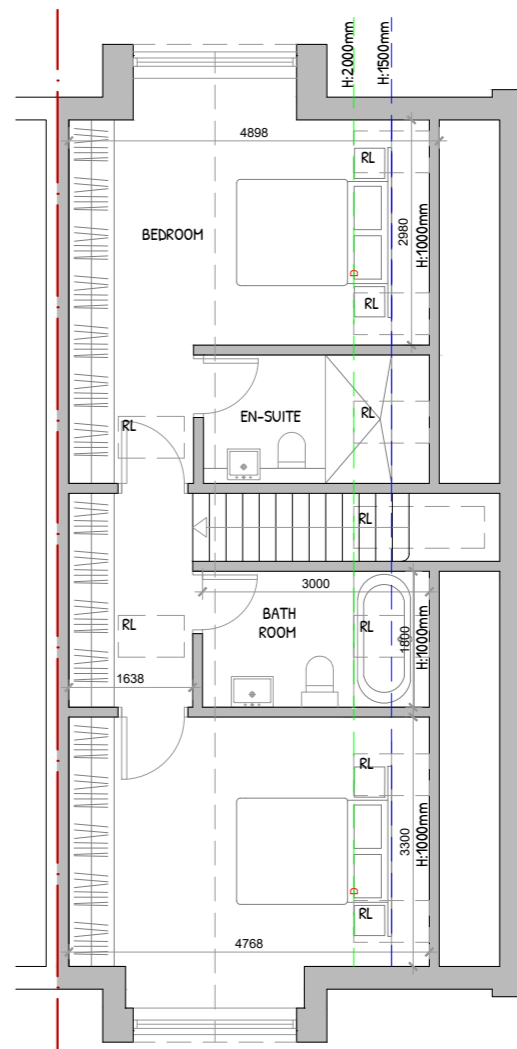 H:2000mm
H:1500mm
4898
RL
BEDROOM
2980
H:1000mm
RL
EN-SUITE
RL
RL
RL
3000
BATH
ROOM
RL
RL
1800
H:1000mm
1638
RL
3300
H:1000mm
RL
4768